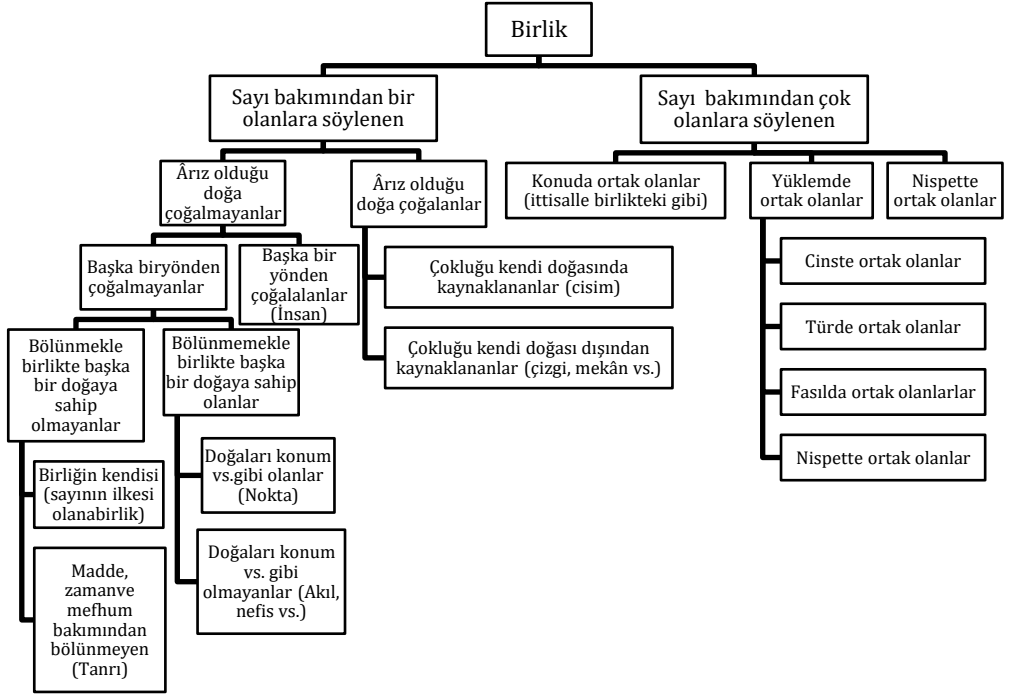 Birlik
Sayı bakımından bir
olanlara söylenen
Sayı bakımından çok
olanlara söylenen
Ârız olduğu
doğa
çoğalmayanlar
Ârız olduğu
doğa çoğalanlar
Konuda ortak olanlar
(ittisalle birlikteki gibi)
Yüklemde
ortak olanlar
Nispette
ortak olanlar
Başka biryönden
çoğalmayanlar
Başka bir
yönden
çoğalalanlar
(İnsan)
Çokluğu kendi doğasında
kaynaklananlar (cisim)
Çokluğu kendi doğası dışından
kaynaklananlar (çizgi, mekân vs.)
Cinste ortak olanlar
Türde ortak olanlar
Fasılda ortak olanlarlar
Nispette ortak olanlar
Bölünmekle
birlikte başka
bir doğaya
sahip
olmayanlar
Bölünmemekle
birlikte başka
bir doğaya sahip
olanlar
Birliğin kendisi
(sayının ilkesi
olanabirlik)
Madde,
zamanve
mefhum
bakımından
bölünmeyen
(Tanrı)
Doğaları konum
vs.gibi olanlar
(Nokta)
Doğaları konum
vs. gibi
olmayanlar (Akıl,
nefis vs.)